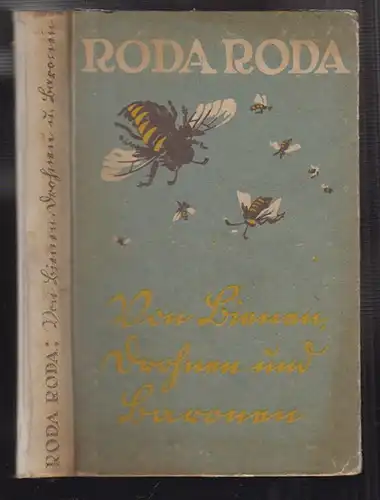 RODA RODA: Von Bienen, Drohnen u. Baronen
RODA RODA
Von Bienen,
Drohnen und
Baronen